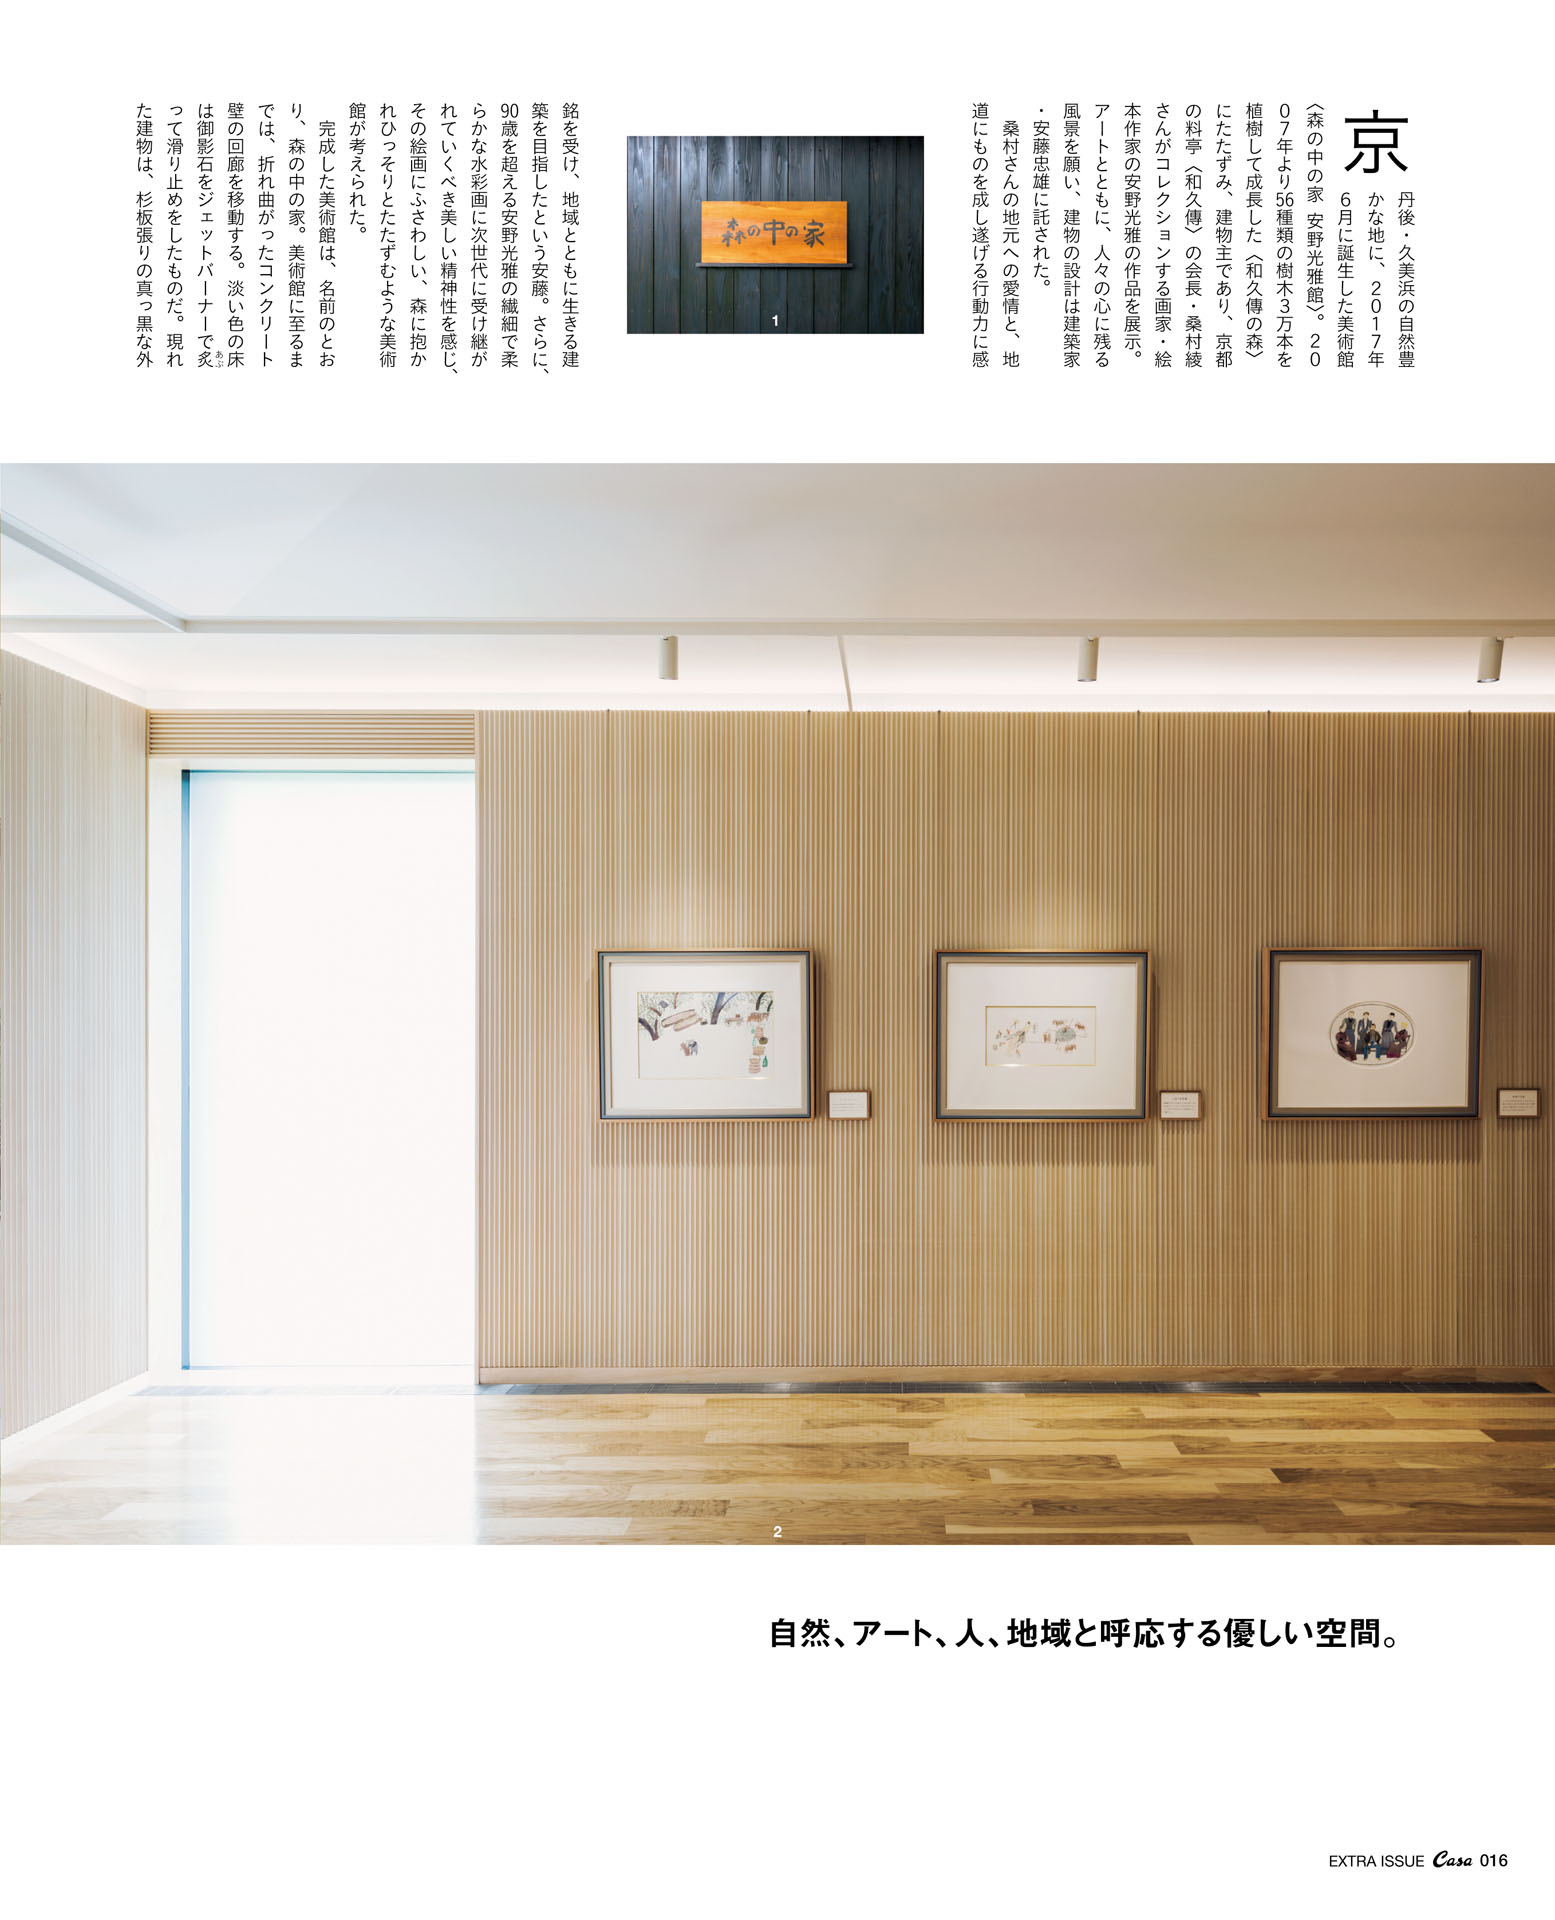 京
丹後・久美浜の自然豊
かな地に、2017年
6月に誕生した美術館
〈森の中の家 安野光雅館〉。20
07年より56種類の樹木3万本を
植樹して成長した〈和久傳の森〉
にたたずみ、建物主であり、京都
の料亭〈和久傳〉の会長・桑村綾
さんがコレクションする画家・絵
本作家の安野光雅の作品を展示。
アートとともに、人々の心に残る
風景を願い、建物の設計は建築家
・安藤忠雄に託された。
桑村さんの地元への愛情と、地
道にものを成し遂げる行動力に感
森の中の家
1
銘を受け、地域とともに生きる建
築を目指したという安藤。さらに、
90歳を超える安野光雅の繊細で柔
らかな水彩画に次世代に受け継が
れていくべき美しい精神性を感じ、
その絵画にふさわしい、森に抱か
れひっそりとたたずむような美術
館が考えられた。
完成した美術館は、名前のとお
り、森の中の家。美術館に至るま
では、折れ曲がったコンクリート
壁の回廊を移動する。淡い色の床
は御影石をジェットバーナーで炙あぶ
って滑り止めをしたものだ。現れ
た建物は、杉板張りの真っ黒な外
2
自然、アート、人、地域と呼応する優しい空間。
EXTRA ISSUE Casa 016